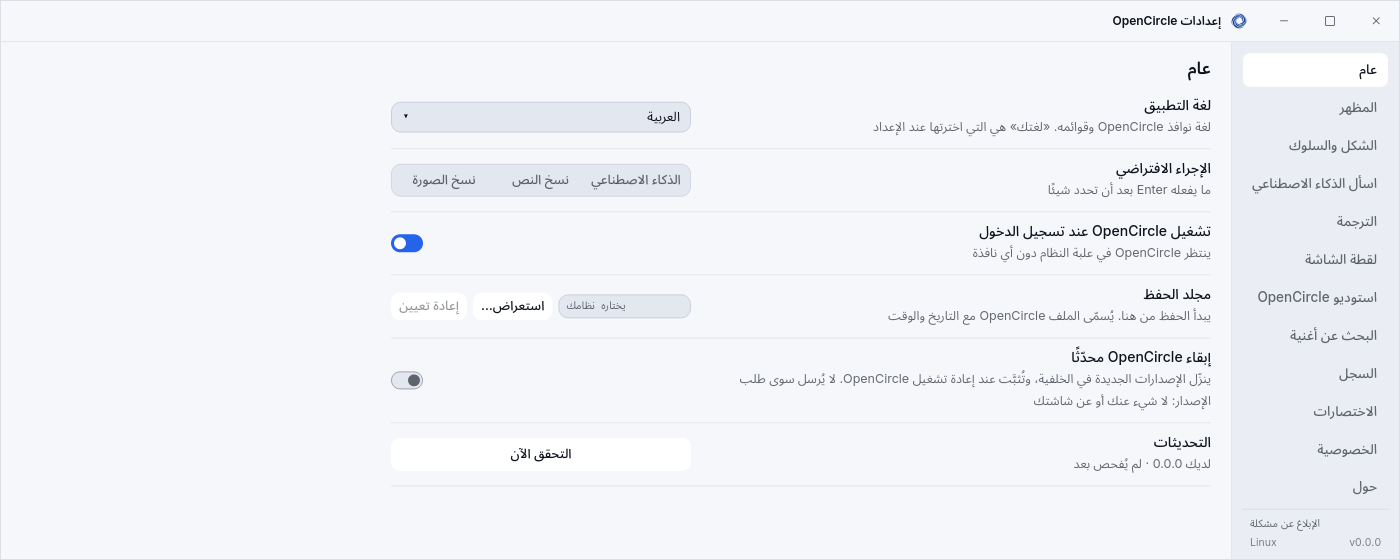 إعدادات OpenCircle
عام
المظهر
الشكل والسلوك
اسأل الذكاء الاصطناعي
الترجمة
لقطة الشاشة
استوديو OpenCircle
البحث عن أغنية
السجل
الاختصارات
الخصوصية
حول
الإبلاغ عن مشكلة
v0.0.0 Linux
عام
لغة التطبيق
لغة نوافذ OpenCircle وقوائمه. «لغتك» هي التي اخترتها عند الإعداد
العربية
الإجراء الافتراضي
ما يفعله Enter بعد أن تحدد شيئًا
الذكاء الاصطناعي نسخ النص نسخ الصورة
تشغيل OpenCircle عند تسجيل الدخول
ينتظر OpenCircle في علبة النظام دون أي نافذة
مجلد الحفظ
يبدأ الحفظ من هنا. يُسمّى الملف OpenCircle مع التاريخ والوقت
يختاره نظامك استعراض... إعادة تعيين
إبقاء OpenCircle محدّثًا
ينزّل الإصدارات الجديدة في الخلفية، وتُثبَّت عند إعادة تشغيل OpenCircle. لا يُرسل سوى طلب
الإصدار: لا شيء عنك أو عن شاشتك
التحديثات
لديك 0.0.0 · لم يُفحص بعد
التحقق الآن